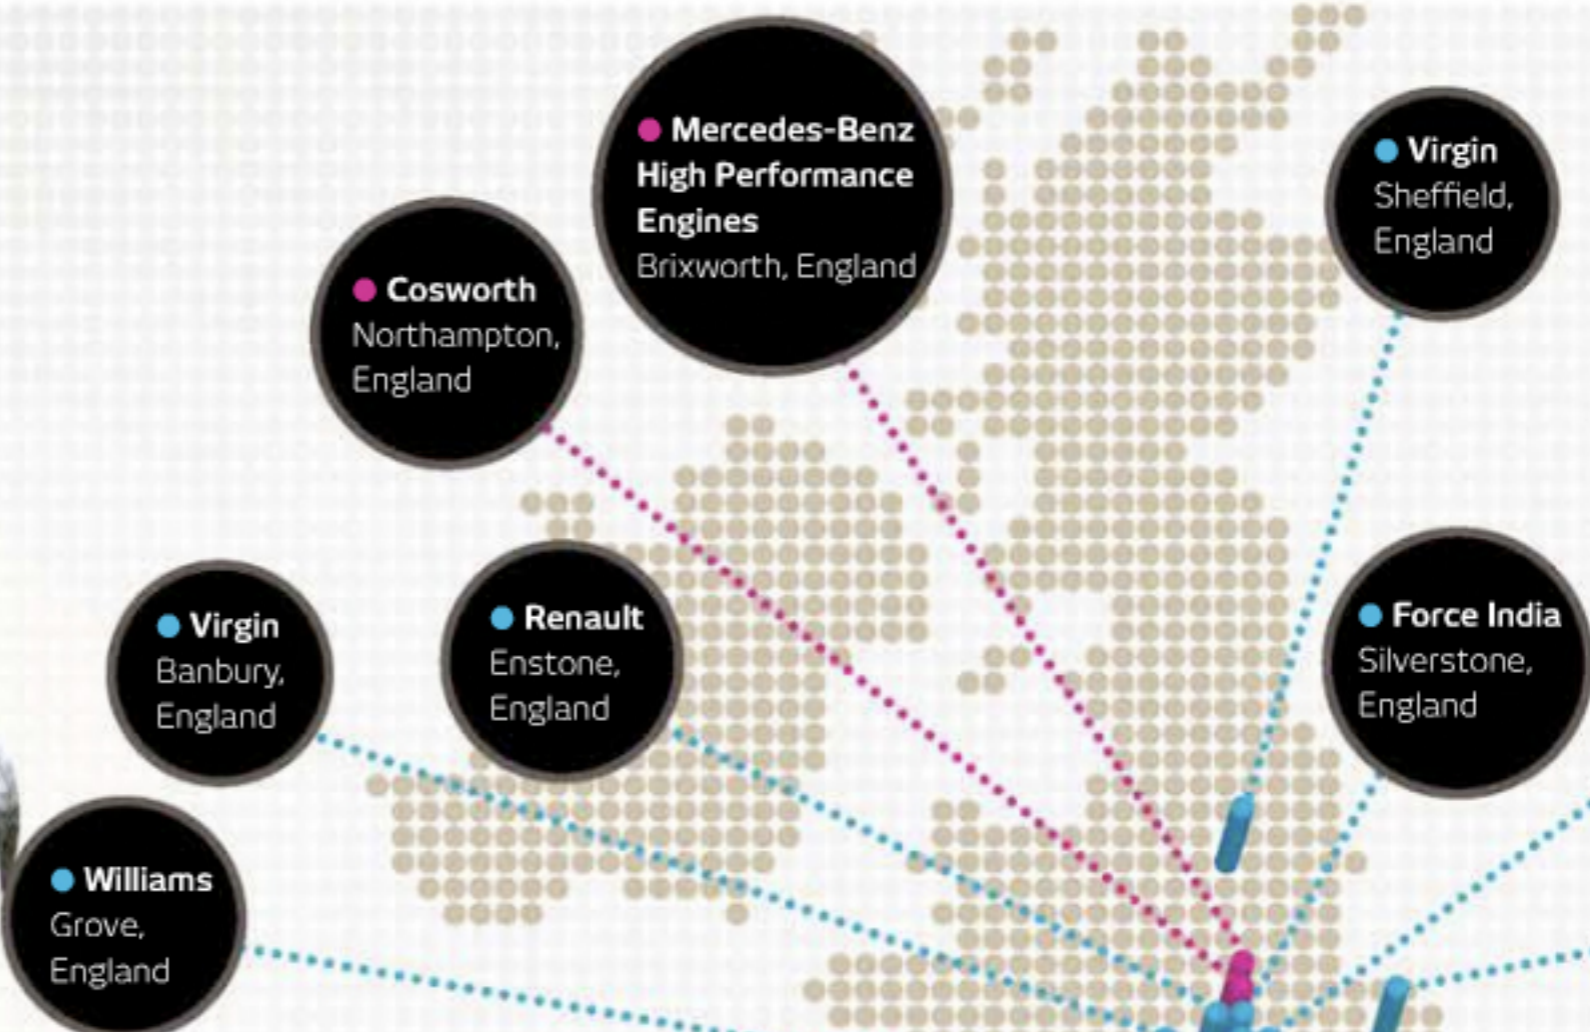 Mercedes-Benz
High Performance
Engines
Brixworth, England
Virgin
Sheffield,
England
Cosworth
Northampton,
England
Virgin
Banbury,
England
Renault
Enstone,
England
Force India
Silverstone,
England
Williams
Grove,
England